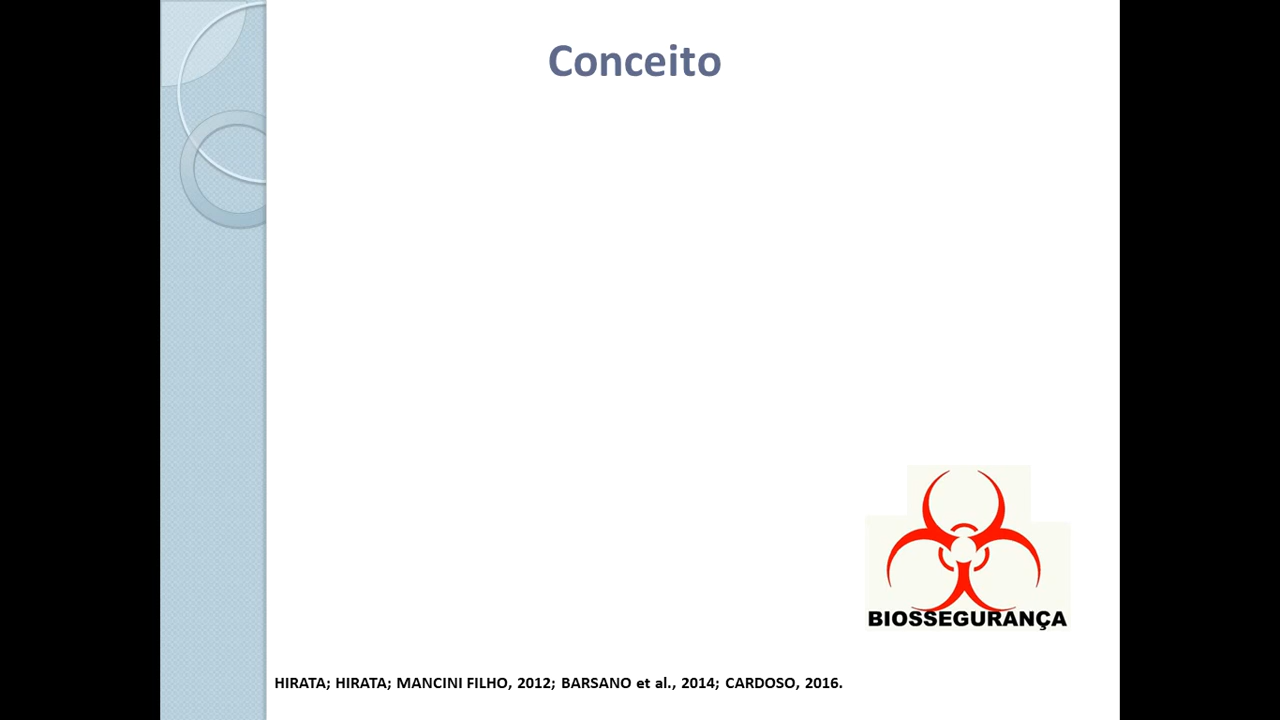 Conceito
BIOSSEGURANÇA
HIRATA; HIRATA; MANCINI FILHO, 2012; BARSANO et al., 2014; CARDOSO, 2016.